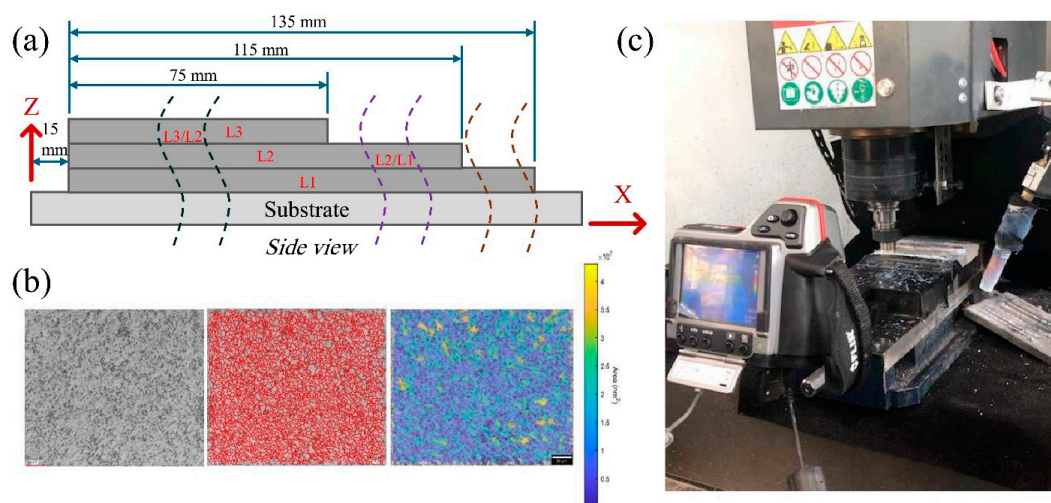 (a)
135 mm
115 mm
75 mm
Z
15
mm
L3/L2
L3
L2
L2/L1
L1
Substrate
X
Side view
(b)
×10⁷
4
3.5
3
2.5
2
1.5
1
0.5
Area (nm²)
(c)
FLIR